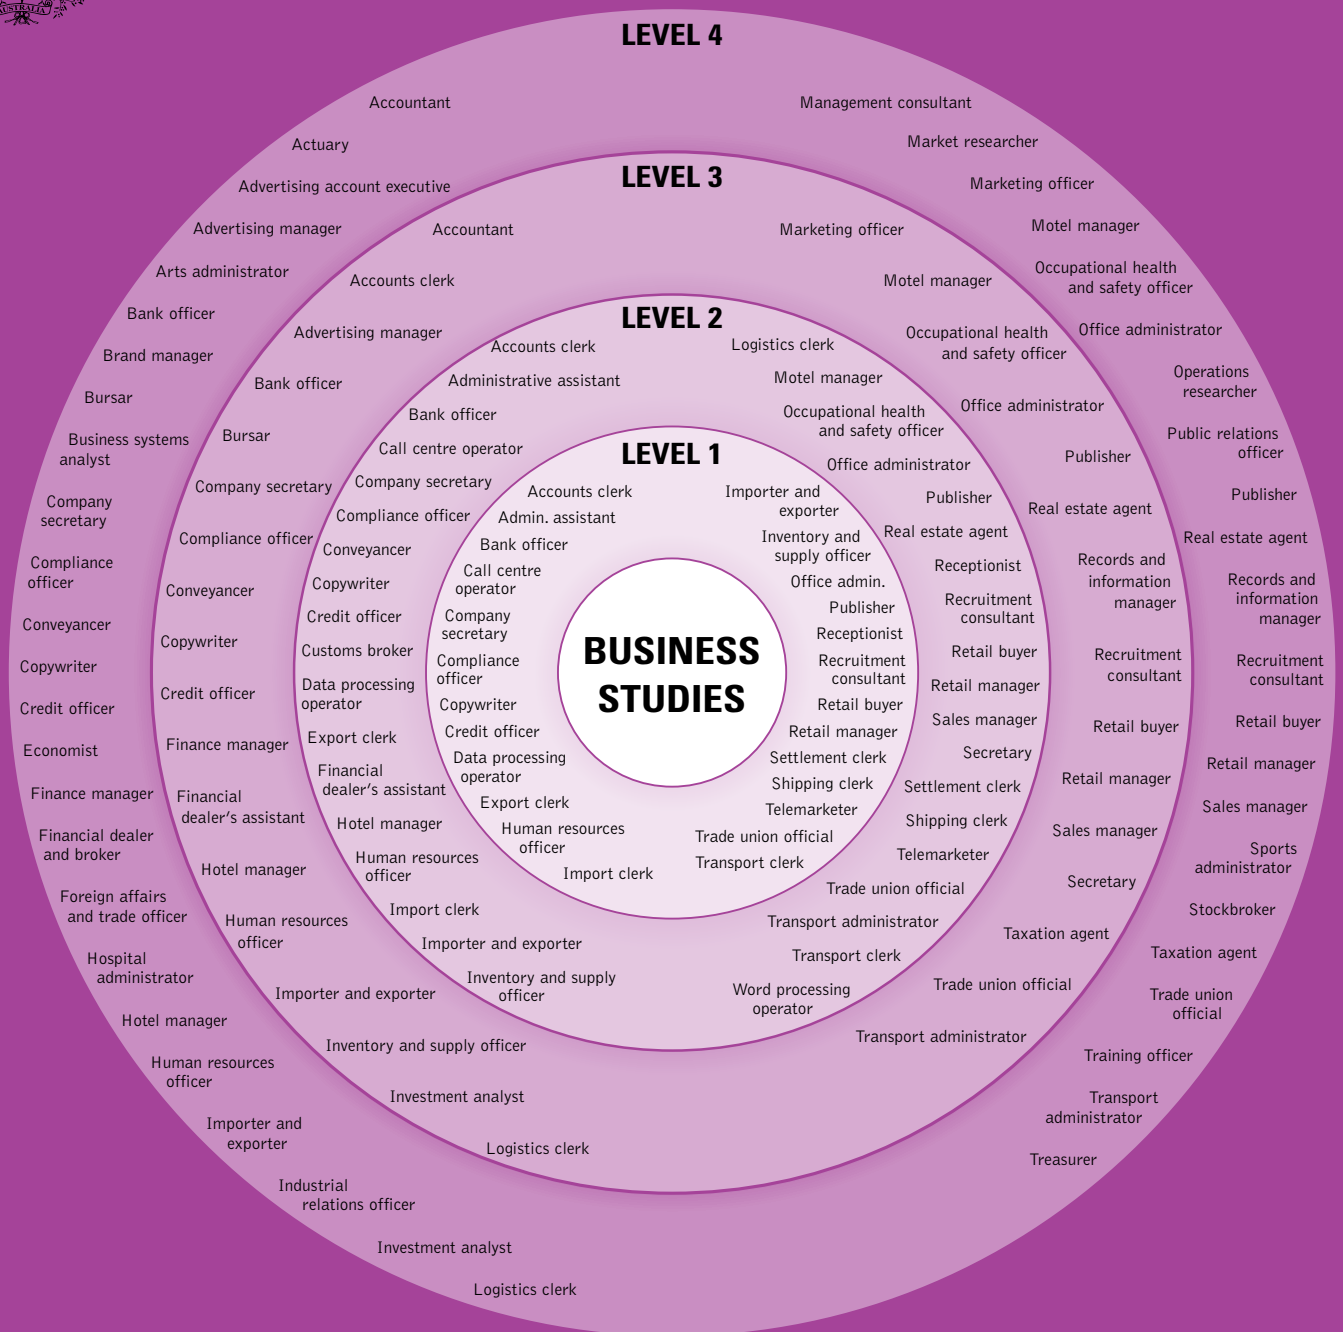 AUSTRALIA
LEVEL 4
Accountant
Actuary
Advertising account executive
Advertising manager
Arts administrator
Bank officer
Brand manager
Bursar
Business systems
analyst
Company
secretary
Compliance
officer
Conveyancer
Copywriter
Credit officer
Economist
Finance manager
Financial dealer
and broker
Foreign affairs
and trade officer
Hospital
administrator
Hotel manager
Human resources
officer
Importer and
exporter
Industrial
relations officer
Investment analyst
Logistics clerk
Management consultant
Market researcher
Marketing officer
Motel manager
Occupational health
and safety officer
Office administrator
Operations
researcher
Public relations
officer
Publisher
Real estate agent
Records and
information
manager
Recruitment
consultant
Retail buyer
Retail manager
Sales manager
Sports
administrator
Stockbroker
Taxation agent
Trade union
official
Training officer
Transport
administrator
Treasurer
LEVEL 3
Accountant
Accounts clerk
Advertising manager
Bank officer
Bursar
Company secretary
Compliance officer
Conveyancer
Copywriter
Credit officer
Finance manager
Financial
dealer's assistant
Hotel manager
Human resources
officer
Importer and exporter
Inventory and supply officer
Investment analyst
Logistics clerk
Marketing officer
Motel manager
Occupational health
and safety officer
Office administrator
Publisher
Real estate agent
Records and
information
manager
Recruitment
consultant
Retail buyer
Retail manager
Sales manager
Secretary
Taxation agent
Trade union official
Transport administrator
LEVEL 2
Accounts clerk
Administrative assistant
Bank officer
Call centre operator
Company secretary
Compliance officer
Conveyancer
Copywriter
Credit officer
Customs broker
Data processing
operator
Export clerk
Financial
dealer's assistant
Hotel manager
Human resources
officer
Import clerk
Importer and exporter
Inventory and supply
officer
Logistics clerk
Motel manager
Occupational health
and safety officer
Office administrator
Publisher
Real estate agent
Receptionist
Recruitment
consultant
Retail buyer
Retail manager
Sales manager
Secretary
Settlement clerk
Shipping clerk
Telemarketer
Trade union official
Transport administrator
Transport clerk
Word processing
operator
LEVEL 1
Accounts clerk
Admin. assistant
Bank officer
Call centre
operator
Company
secretary
Compliance
officer
Copywriter
Credit officer
Data processing
operator
Export clerk
Human resources
officer
Import clerk
Importer and
exporter
Inventory and
supply officer
Office admin.
Publisher
Receptionist
Recruitment
consultant
Retail buyer
Retail manager
Settlement clerk
Shipping clerk
Telemarketer
Trade union official
Transport clerk
BUSINESS
STUDIES